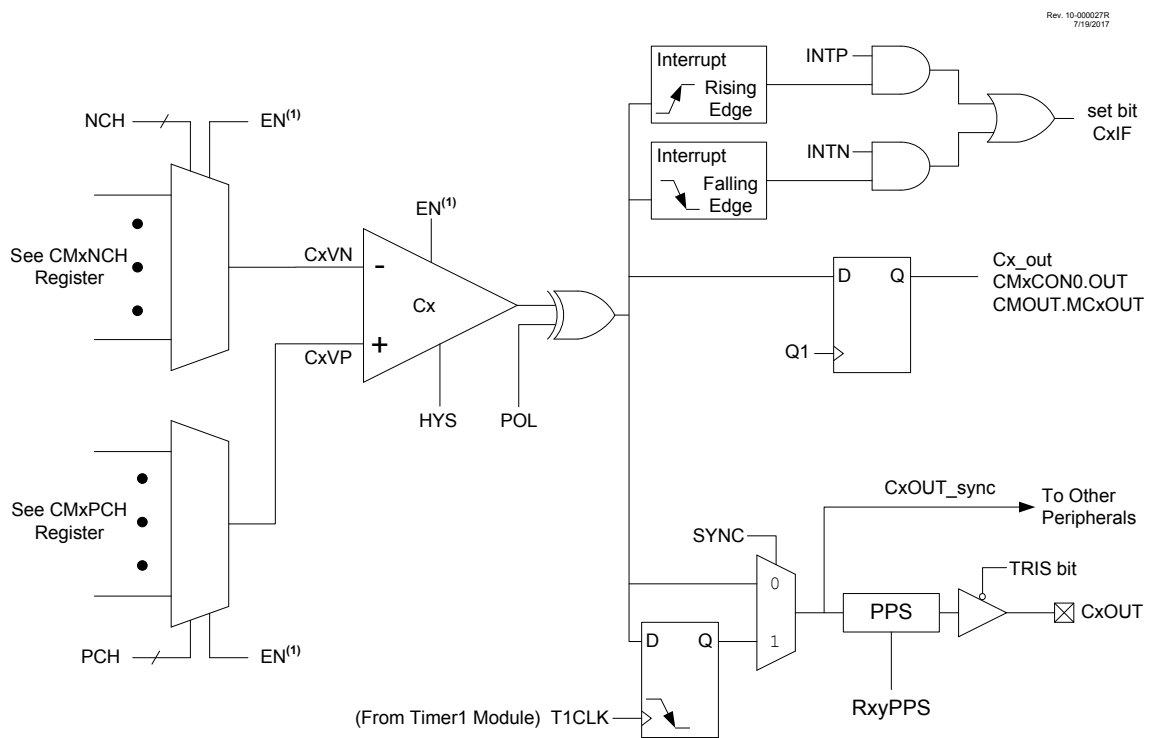 Rev. 10-000027R
7/19/2017
Interrupt
Rising
Edge
INTP
set bit
CxIF
Interrupt
Falling
Edge
INTN
NCH
EN(1)
See CMxNCH
Register
CxVN
EN(1)
-
Cx
+
CxVP
HYS
POL
D
Q
Q1
Cx_out
CMxCON0.OUT
CMOUT.MCxOUT
See CMxPCH
Register
PCH
EN(1)
CxOUT_sync
To Other
Peripherals
SYNC
0
1
TRIS bit
PPS
CxOUT
RxyPPS
D
Q
(From Timer1 Module) T1CLK